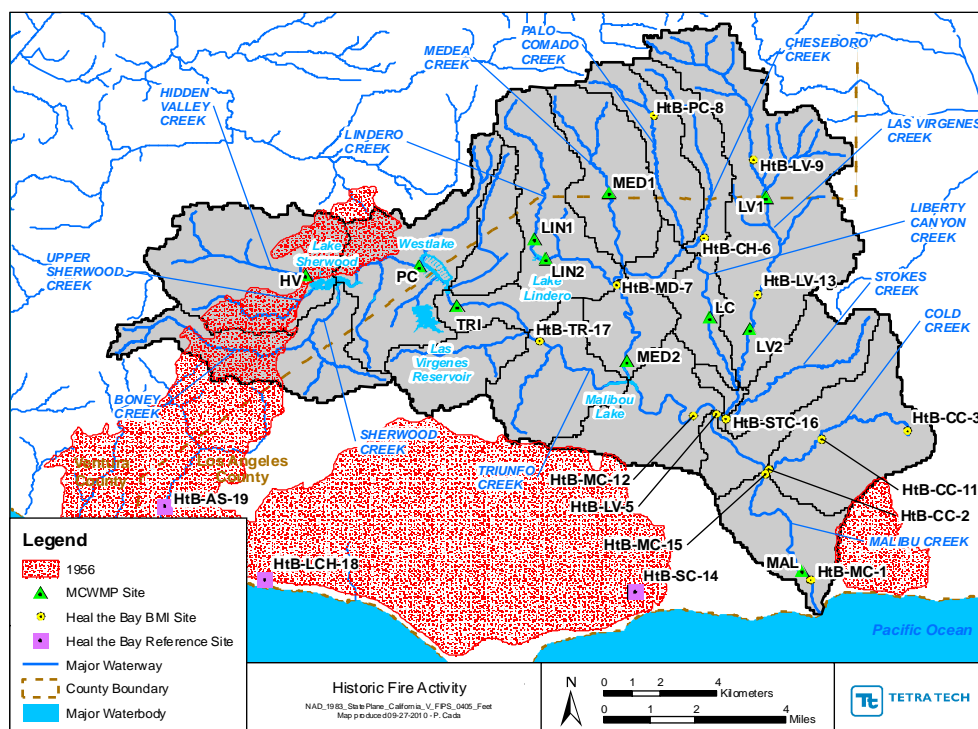 PALO
COMADO
CREEK
MEDEA
CREEK
CHESEBORO
CREEK
HIDDEN
VALLEY
CREEK
LINDERO
CREEK
HtB-PC-8
LAS VIRGENES
CREEK
HtB-LV-9
MED1
LV1
LIBERTY
CANYON
CREEK
LIN1
Westlake
Lake
Sherwood
HtB-CH-6
UPPER
SHERWOOD
CREEK
HV
PC
LIN2
Lake
Lindero
HtB-MD-7
HtB-LV-13
STOKES
CREEK
TRI
LC
COLD
CREEK
HtB-TR-17
LV2
Las
Virgenes
Reservoir
MED2
BONEY
CREEK
Malibou
Lake
HtB-CC-3
SHERWOOD
CREEK
HtB-STC-16
TRIUNFO
CREEK
HtB-MC-12
Ventura
County
Los Angeles
County
HtB-LV-5
HtB-CC-11
HtB-AS-19
HtB-CC-2
HtB-MC-15
MALIBU CREEK
MAL
HtB-MC-1
HtB-LCH-18
HtB-SC-14
Pacific Ocean
Legend
1956
MCWMP Site
Heal the Bay BMI Site
Heal the Bay Reference Site
Major Waterway
County Boundary
Major Waterbody
Historic Fire Activity
NAD_1983_StatePlane_California_V_FIPS_0405_Feet
Map produced 09-27-2010 - P. Cada
N
0 1 2 4
Kilometers
0 1 2 4
Miles
Tt TETRA TECH